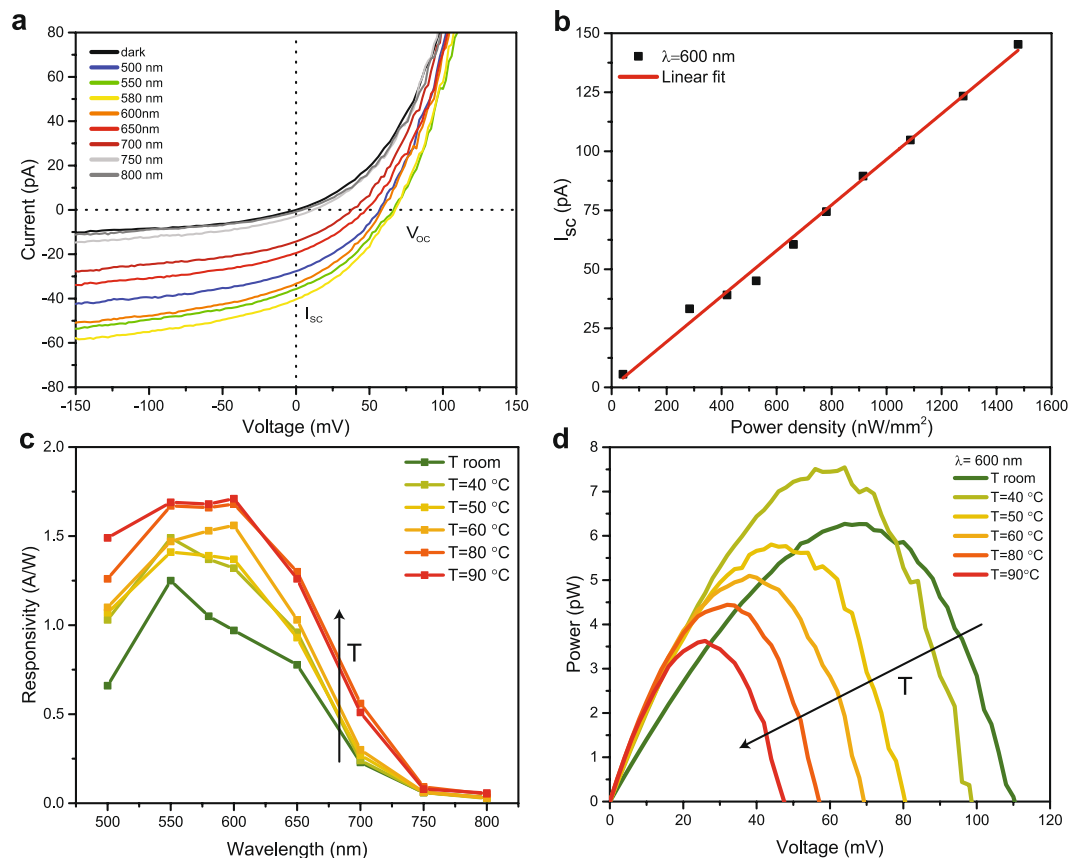 a
80
60
40
20
0
-20
-40
-60
-80
-150
-100
-50
0
50
100
150
Current (pA)
Voltage (mV)
dark
500 nm
550 nm
580 nm
600nm
650nm
700 nm
750 nm
800 nm
Voc
Isc
b
150
125
100
75
50
25
0
0
200
400
600
800
1000
1200
1400
1600
Isc (pA)
Power density (nW/mm²)
λ=600 nm
Linear fit
c
2.0
1.5
1.0
0.5
0.0
500
550
600
650
700
750
800
Responsivity (A/W)
Wavelength (nm)
T room
T=40 °C
T=50 °C
T=60 °C
T=80 °C
T=90 °C
T
d
8
7
6
5
4
3
2
1
0
0
20
40
60
80
100
120
Power (pW)
Voltage (mV)
λ= 600 nm
T room
T=40 °C
T=50 °C
T=60 °C
T=80 °C
T=90°C
T